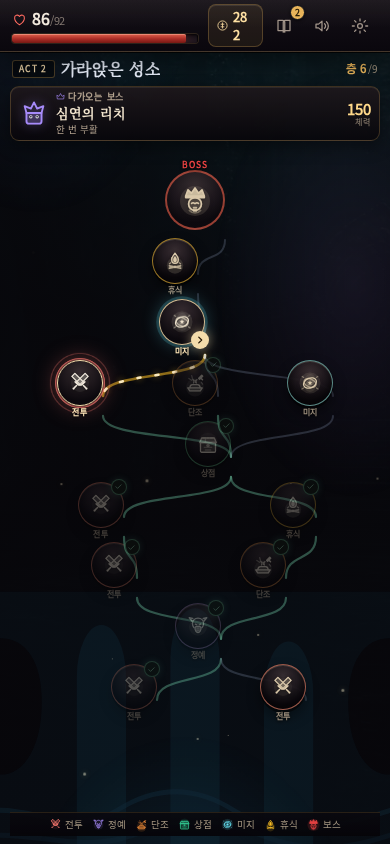 86/92
28
2
2
ACT 2 가라앉은 성소
층 6/9
다가오는 보스
심연의 리치
한 번 부활
150
체력
BOSS
휴식
미지
전투
단조
미지
상점
전투
휴식
전투
단조
정예
전투
전투
전투 정예 단조 상점 미지 휴식 보스